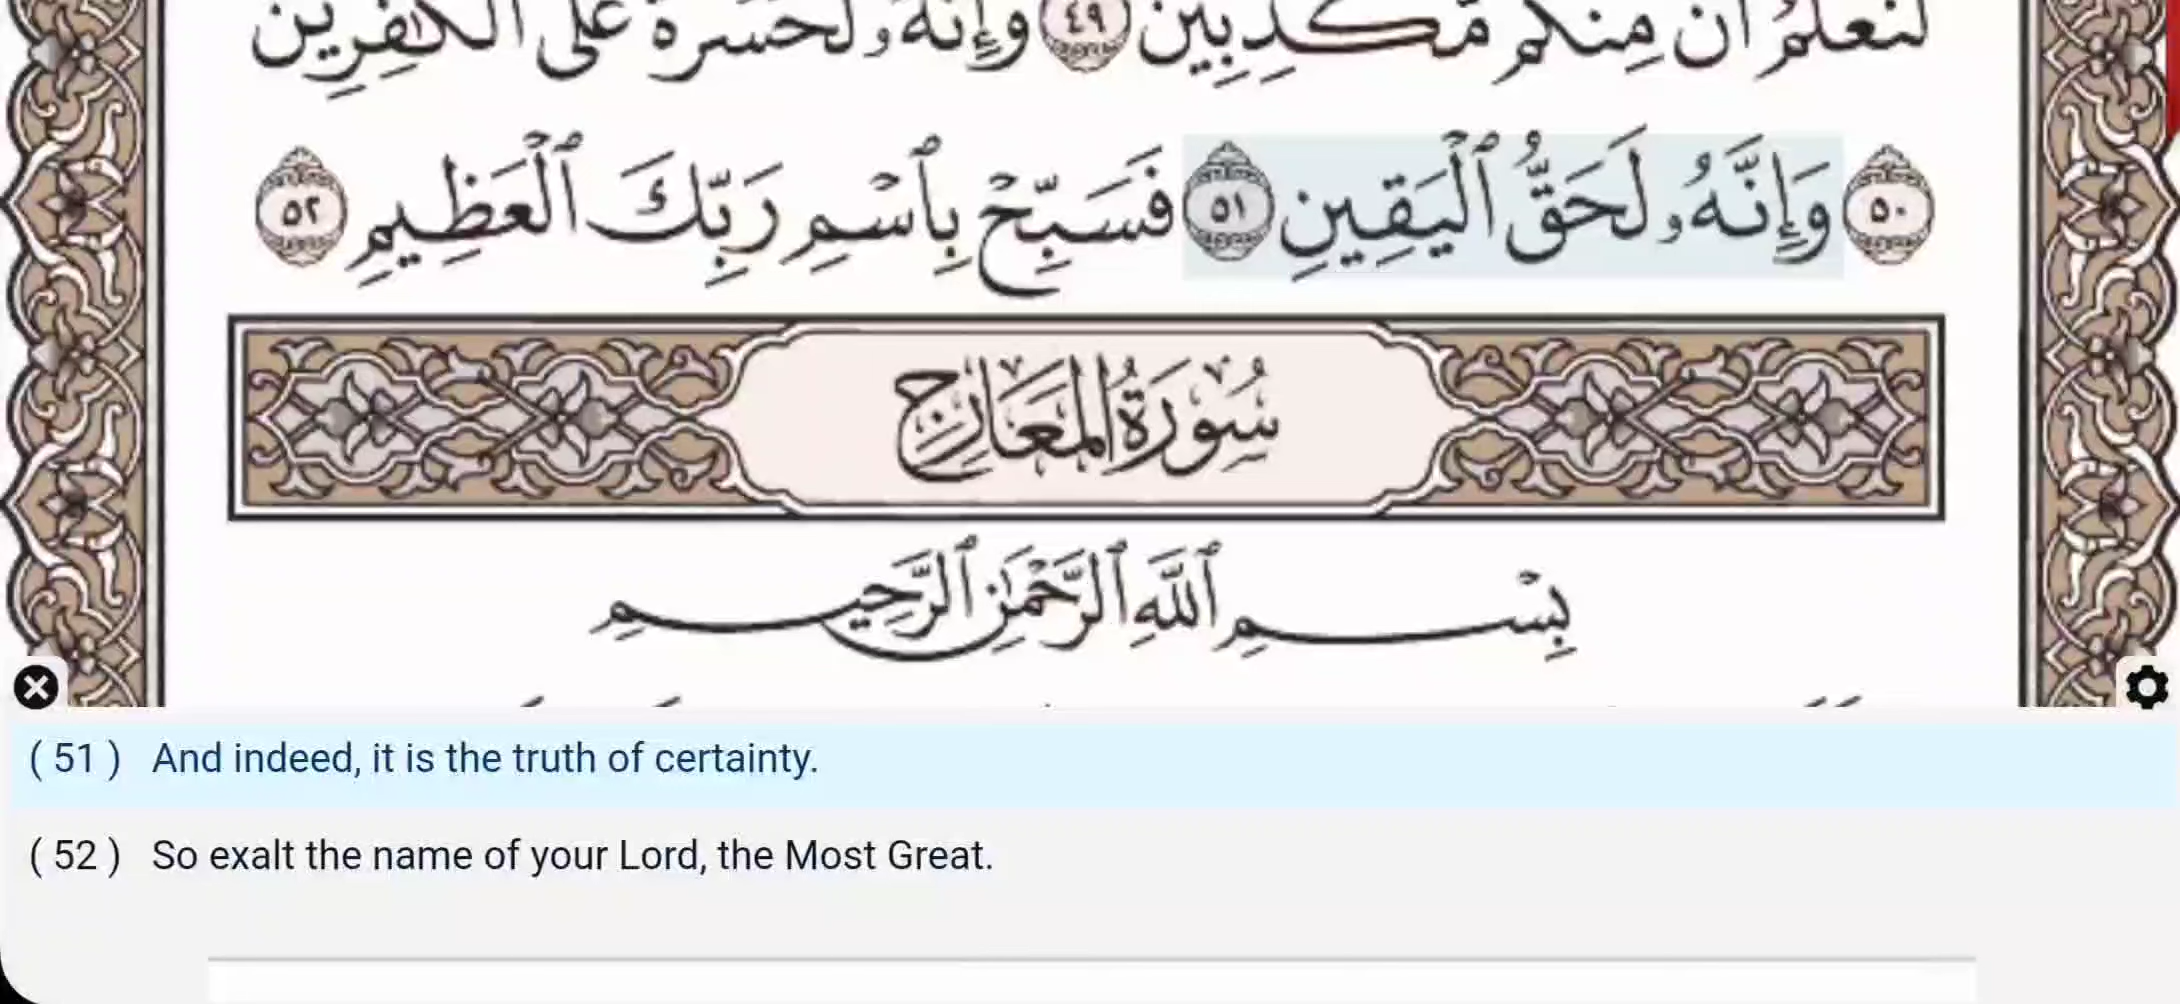 لَنَعْلَمُ أَنَّ مِنكُم مُّكَذِّبِينَ ٤٩ وَإِنَّهُۥ لَحَسْرَةٌ عَلَى ٱلْكَٰفِرِينَ
٥٠ وَإِنَّهُۥ لَحَقُّ ٱلْيَقِينِ ٥١ فَسَبِّحْ بِٱسْمِ رَبِّكَ ٱلْعَظِيمِ ٥٢
سُورَةُ المَعَارِجِ
بِسْمِ ٱللَّهِ ٱلرَّحْمَٰنِ ٱلرَّحِيمِ
( 51 ) And indeed, it is the truth of certainty.
( 52 ) So exalt the name of your Lord, the Most Great.